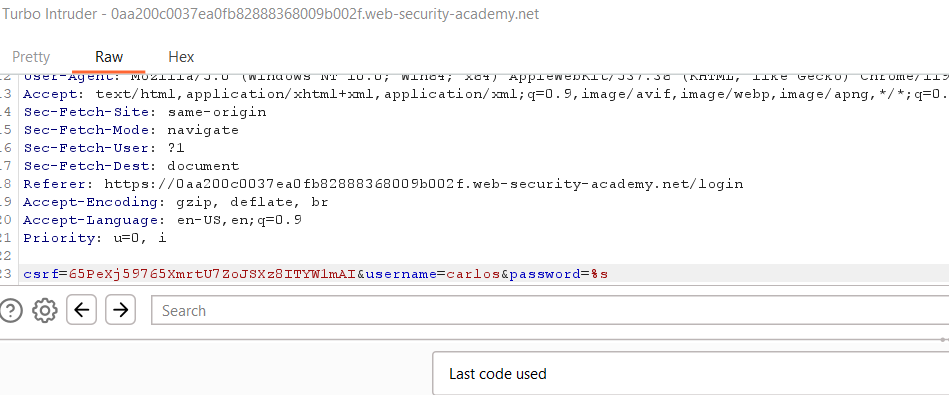 Turbo Intruder - 0aa200c0037ea0fb82888368009b002f.web-security-academy.net
Pretty Raw Hex
12 User-Agent: Mozilla/5.0 (Windows NT 10.0; Win64; x64) AppleWebKit/537.36 (KHTML, like Gecko) Chrome/119
13 Accept: text/html,application/xhtml+xml,application/xml;q=0.9,image/avif,image/webp,image/apng,*/*;q=0.
14 Sec-Fetch-Site: same-origin
15 Sec-Fetch-Mode: navigate
16 Sec-Fetch-User: ?1
17 Sec-Fetch-Dest: document
18 Referer: https://0aa200c0037ea0fb82888368009b002f.web-security-academy.net/login
19 Accept-Encoding: gzip, deflate, br
20 Accept-Language: en-US,en;q=0.9
21 Priority: u=0, i
22
23 csrf=65PeXj59765XmrtU7ZoJSXz8ITYW1mAI&username=carlos&password=%s
Search
Last code used